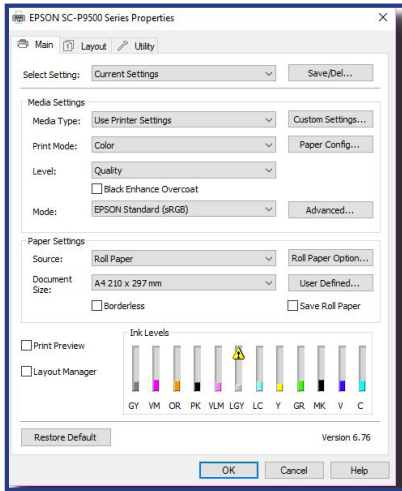 EPSON SC-P9500 Series Properties
Main Layout Utility
Select Setting: Current Settings Save/Del...
Media Settings
Media Type: Use Printer Settings Custom Settings...
Print Mode: Color Paper Config...
Level: Quality
Black Enhance Overcoat
Mode: EPSON Standard (sRGB) Advanced...
Paper Settings
Source: Roll Paper Roll Paper Option...
Document Size: A4 210 x 297 mm User Defined...
Borderless Save Roll Paper
Print Preview
Layout Manager
Ink Levels
GY VM OR PK VLM LGY LC Y GR MK V C
Restore Default Version 6.76
OK Cancel Help